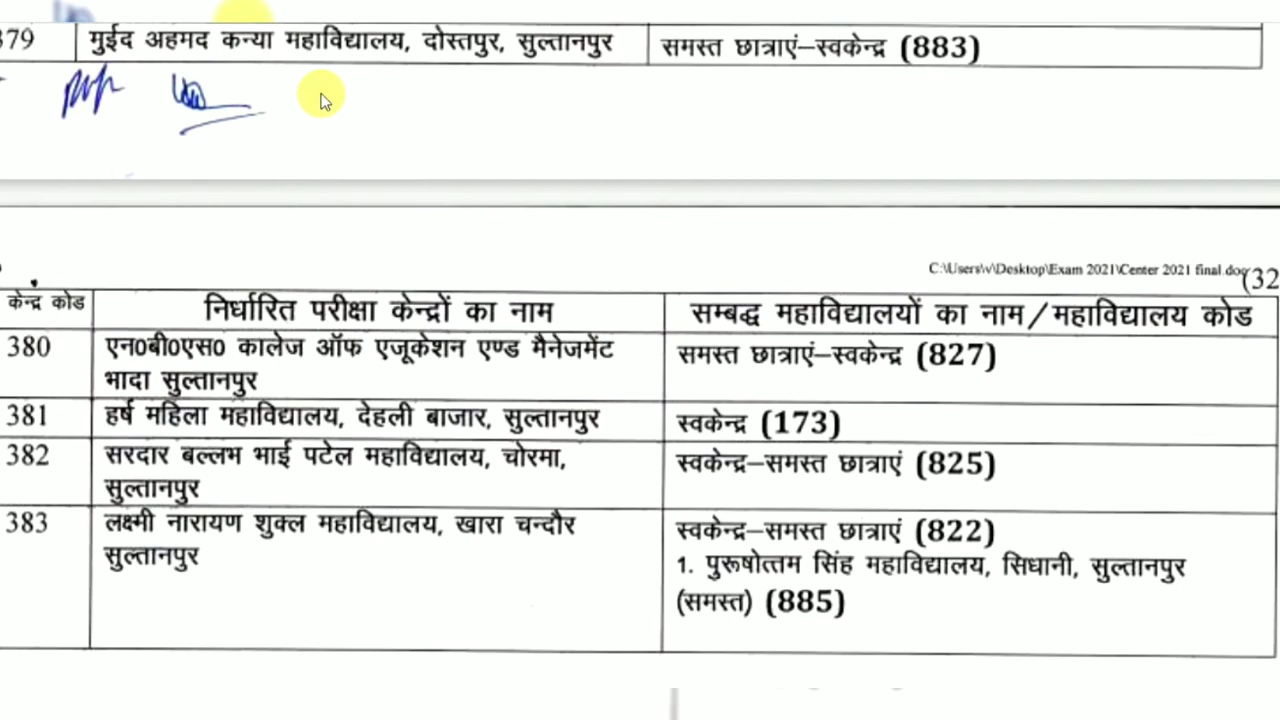 379 मुईद अहमद कन्या महाविद्यालय, दोस्तपुर, सुल्तानपुर समस्त छात्राएं–स्वकेन्द्र (883)
C:\Users\w\Desktop\Exam 2021\Center 2021 final.doc (32
केन्द्र कोड निर्धारित परीक्षा केन्द्रों का नाम सम्बद्ध महाविद्यालयों का नाम/महाविद्यालय कोड
380 एन0बी0एस0 कालेज ऑफ एजूकेशन एण्ड मैनेजमेंट समस्त छात्राएं–स्वकेन्द्र (827)
भादा सुल्तानपुर
381 हर्ष महिला महाविद्यालय, देहली बाजार, सुल्तानपुर स्वकेन्द्र (173)
382 सरदार बल्लभ भाई पटेल महाविद्यालय, चोरमा, स्वकेन्द्र–समस्त छात्राएं (825)
सुल्तानपुर
383 लक्ष्मी नारायण शुक्ल महाविद्यालय, खारा चन्दौर स्वकेन्द्र–समस्त छात्राएं (822)
सुल्तानपुर 1. पुरूषोत्तम सिंह महाविद्यालय, सिधानी, सुल्तानपुर
(समस्त) (885)